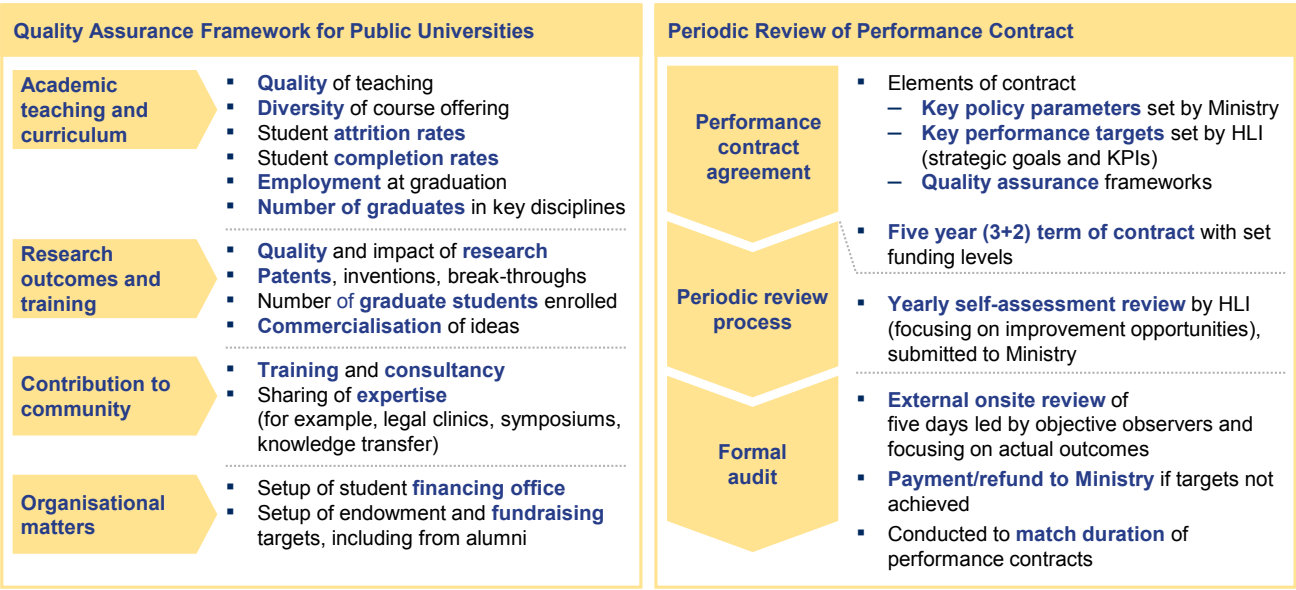 Quality Assurance Framework for Public Universities
Academic
teaching and
curriculum
▪ Quality of teaching
▪ Diversity of course offering
▪ Student attrition rates
▪ Student completion rates
▪ Employment at graduation
▪ Number of graduates in key disciplines
Research
outcomes and
training
▪ Quality and impact of research
▪ Patents, inventions, break-throughs
▪ Number of graduate students enrolled
▪ Commercialisation of ideas
Contribution to
community
▪ Training and consultancy
▪ Sharing of expertise
(for example, legal clinics, symposiums,
knowledge transfer)
Organisational
matters
▪ Setup of student financing office
▪ Setup of endowment and fundraising
targets, including from alumni
Periodic Review of Performance Contract
Performance
contract
agreement
▪ Elements of contract
– Key policy parameters set by Ministry
– Key performance targets set by HLI
(strategic goals and KPIs)
– Quality assurance frameworks
▪ Five year (3+2) term of contract with set
funding levels
Periodic review
process
▪ Yearly self-assessment review by HLI
(focusing on improvement opportunities),
submitted to Ministry
Formal
audit
▪ External onsite review of
five days led by objective observers and
focusing on actual outcomes
▪ Payment/refund to Ministry if targets not
achieved
▪ Conducted to match duration of
performance contracts